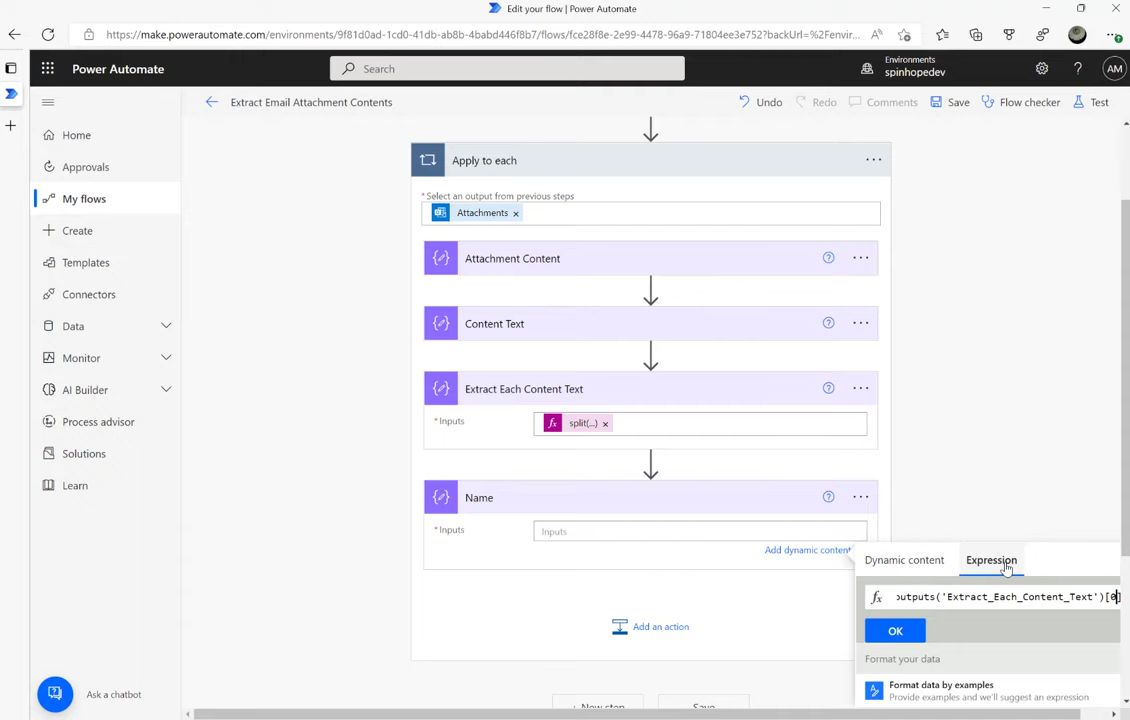 Edit your flow | Power Automate
https://make.powerautomate.com/environments/9f81d0ad-1cd0-41db-ab8b-4babd446f8b7/flows/fce28f8e-2e99-4478-96a9-71804ee3e752?backUrl=%2Fenvir...
Power Automate
Search
Environments
spinhopedev
AM
Extract Email Attachment Contents
Undo
Redo
Comments
Save
Flow checker
Test
Home
Approvals
My flows
Create
Templates
Connectors
Data
Monitor
AI Builder
Process advisor
Solutions
Learn
Ask a chatbot
Apply to each
* Select an output from previous steps
Attachments
Attachment Content
Content Text
Extract Each Content Text
* Inputs
split(...)
Name
* Inputs
Inputs
Add dynamic content
Add an action
+ New step
Save
Dynamic content
Expression
fx outputs('Extract_Each_Content_Text')[0]
OK
Format your data
Format data by examples
Provide examples and we'll suggest an expression